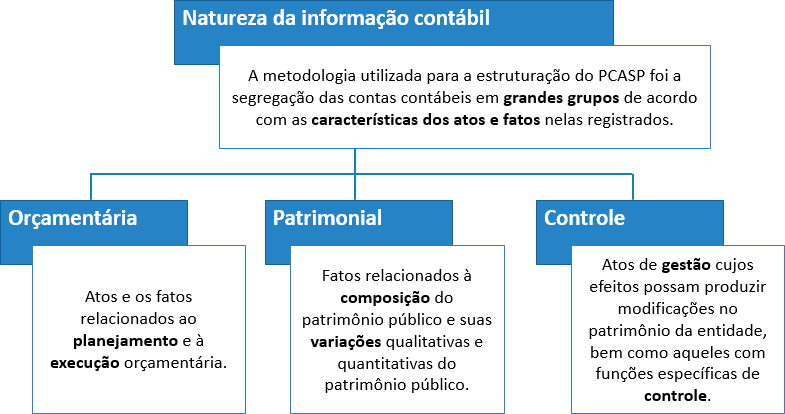 Natureza da informação contábil
A metodologia utilizada para a estruturação do PCASP foi a
segregação das contas contábeis em grandes grupos de acordo
com as características dos atos e fatos nelas registrados.
Orçamentária
Atos e os fatos
relacionados ao
planejamento e à
execução orçamentária.
Patrimonial
Fatos relacionados à
composição do
patrimônio público e suas
variações qualitativas e
quantitativas do
patrimônio público.
Controle
Atos de gestão cujos
efeitos possam produzir
modificações no
patrimônio da entidade,
bem como aqueles com
funções específicas de
controle.